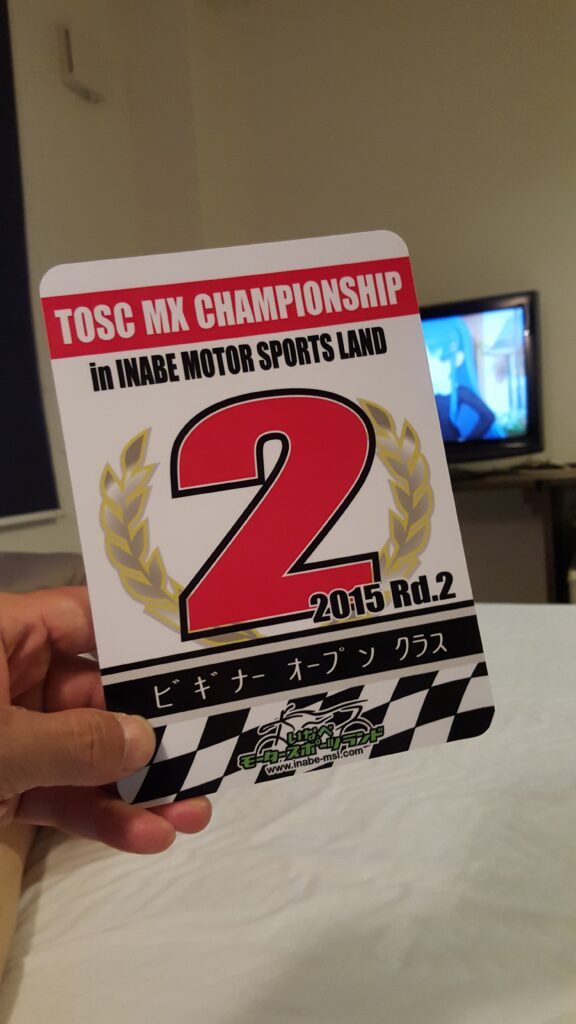 TOSC MX CHAMPIONSHIP
in INABE MOTOR SPORTS LAND
2
2015 Rd.2
ビギナー オープン クラス
いなべ
モータースポーツランド
www.inabe-msl.com